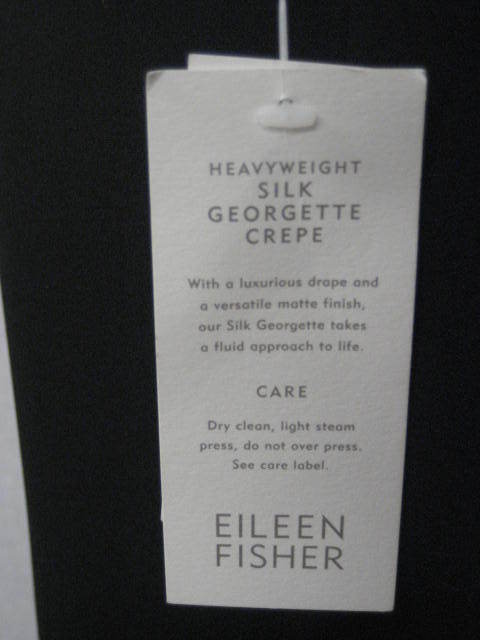 HEAVYWEIGHT
SILK
GEORGETTE
CREPE
With a luxurious drape and
a versatile matte finish,
our Silk Georgette takes
a fluid approach to life.
CARE
Dry clean, light steam
press, do not over press.
See care label.
EILEEN
FISHER